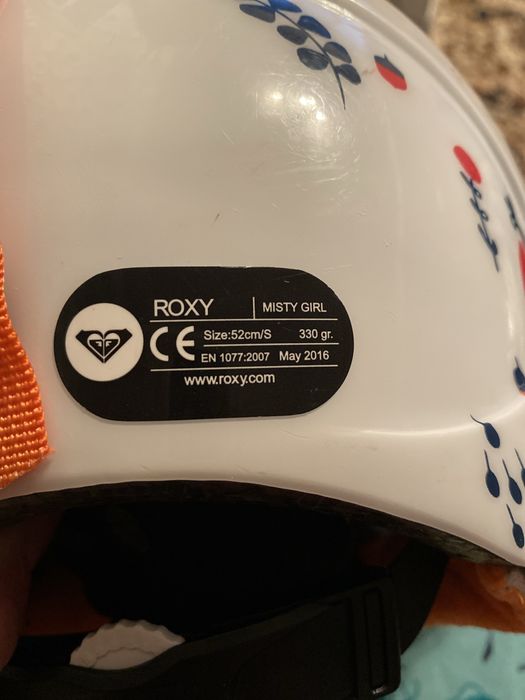 ROXY | MISTY GIRL
CE Size:52cm/S 330 gr.
EN 1077:2007 May 2016
www.roxy.com